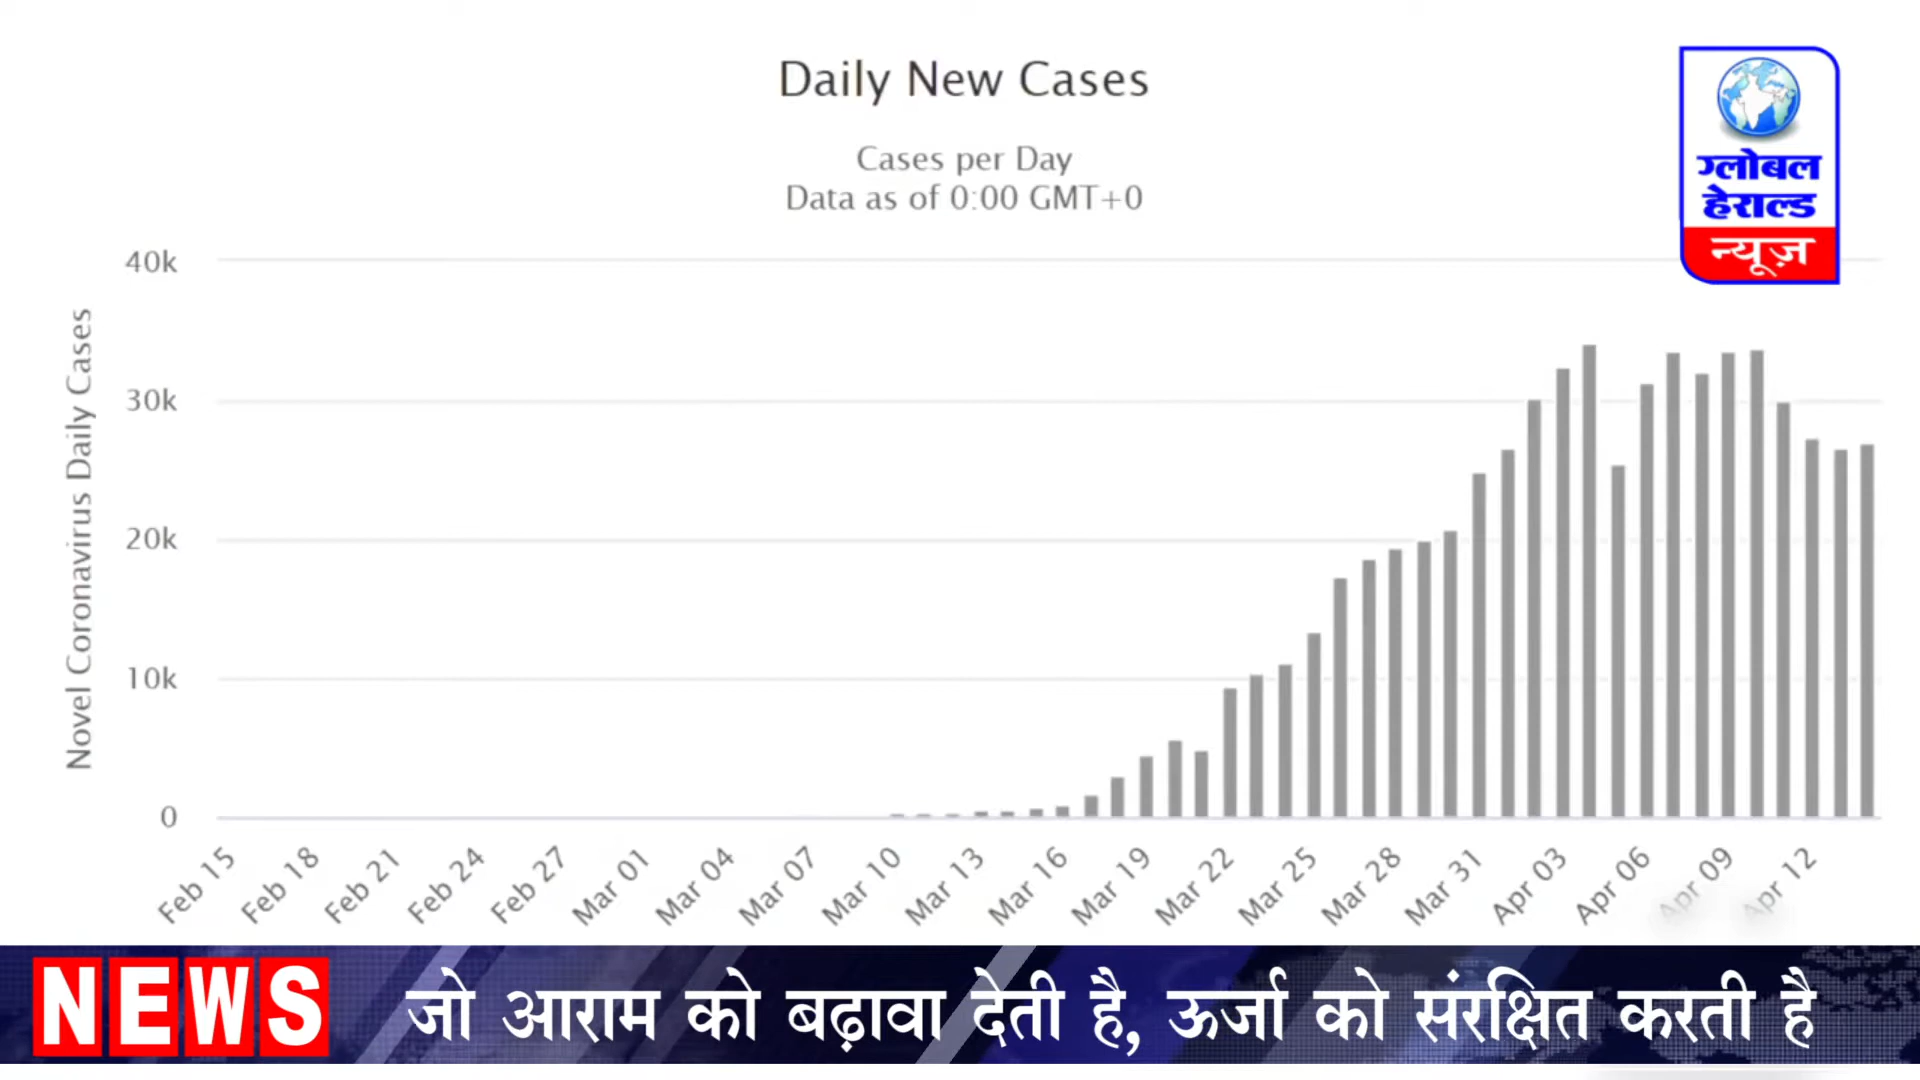 Daily New Cases
Cases per Day
Data as of 0:00 GMT+0
ग्लोबल
हेराल्ड
न्यूज़
Novel Coronavirus Daily Cases
40k
30k
20k
10k
0
Feb 15
Feb 18
Feb 21
Feb 24
Feb 27
Mar 01
Mar 04
Mar 07
Mar 10
Mar 13
Mar 16
Mar 19
Mar 22
Mar 25
Mar 28
Mar 31
Apr 03
Apr 06
Apr 09
Apr 12
NEWS
जो आराम को बढ़ावा देती है, ऊर्जा को संरक्षित करती है